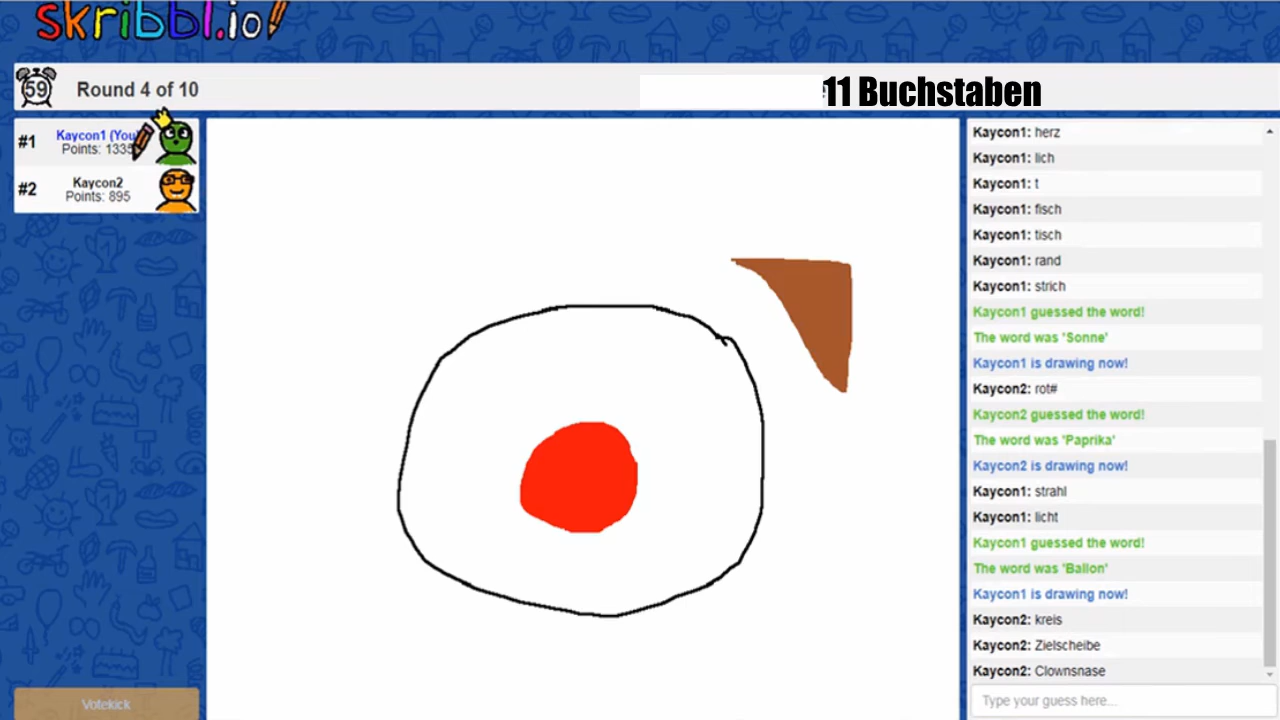 skribbl.io
59
Round 4 of 10
11 Buchstaben
#1
Kaycon1 (You
Points: 1335
#2
Kaycon2
Points: 895
Kaycon1: herz
Kaycon1: lich
Kaycon1: t
Kaycon1: fisch
Kaycon1: tisch
Kaycon1: rand
Kaycon1: strich
Kaycon1 guessed the word!
The word was 'Sonne'
Kaycon1 is drawing now!
Kaycon2: rot#
Kaycon2 guessed the word!
The word was 'Paprika'
Kaycon2 is drawing now!
Kaycon1: strahl
Kaycon1: licht
Kaycon1 guessed the word!
The word was 'Ballon'
Kaycon1 is drawing now!
Kaycon2: kreis
Kaycon2: Zielscheibe
Kaycon2: Clownsnase
Votekick
Type your guess here...